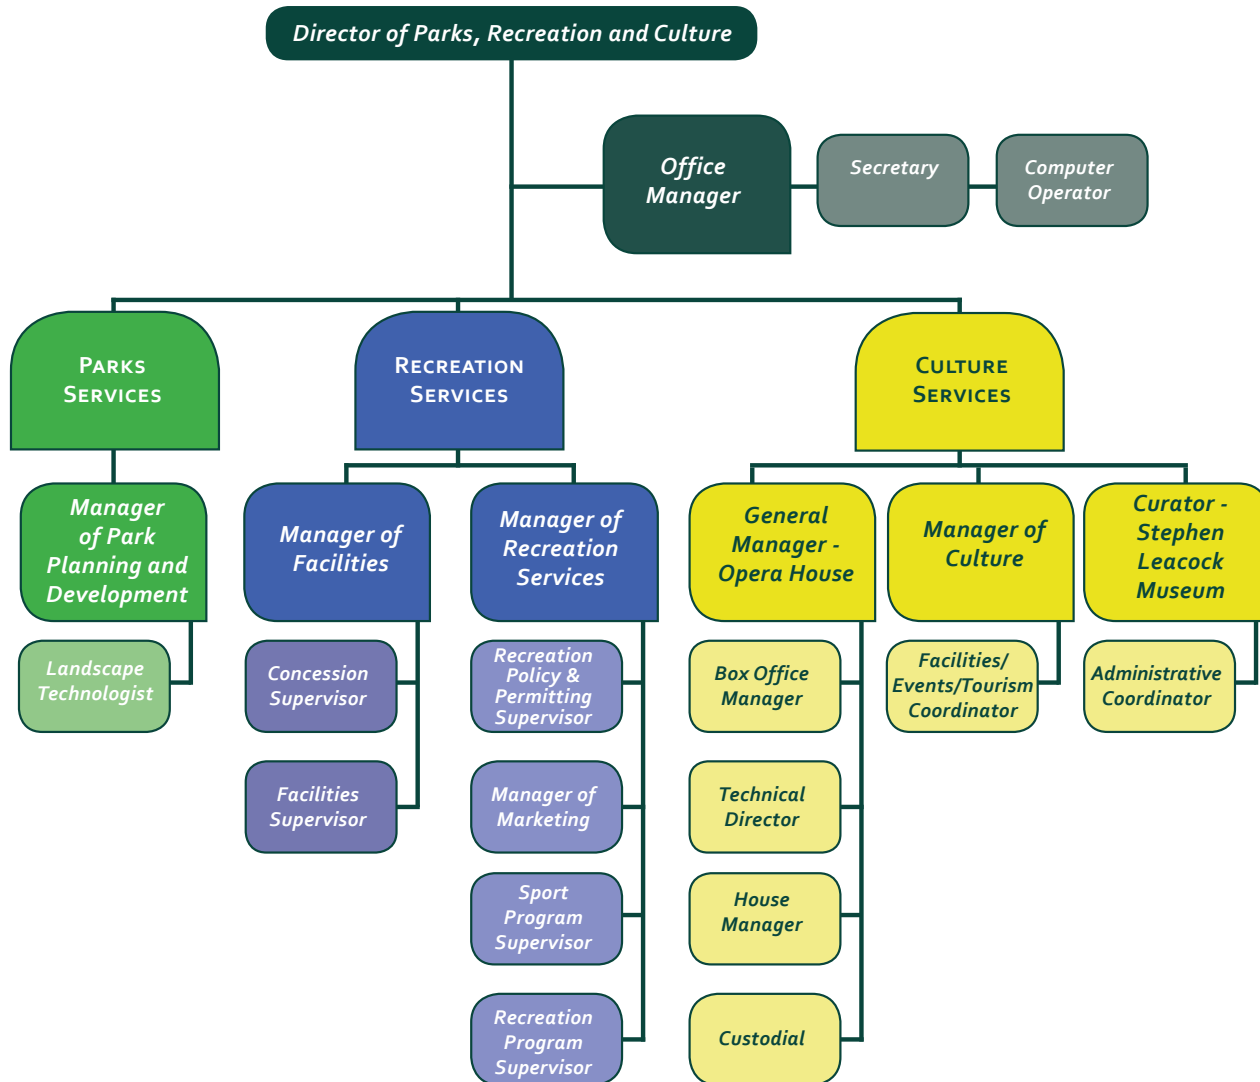 Director of Parks, Recreation and Culture
Office
Manager
Secretary
Computer
Operator
Parks
Services
Recreation
Services
Culture
Services
Manager
of Park
Planning and
Development
Manager of
Facilities
Manager of
Recreation
Services
General
Manager -
Opera House
Manager of
Culture
Curator -
Stephen
Leacock
Museum
Landscape
Technologist
Concession
Supervisor
Recreation
Policy &
Permitting
Supervisor
Box Office
Manager
Facilities/
Events/Tourism
Coordinator
Administrative
Coordinator
Facilities
Supervisor
Manager of
Marketing
Technical
Director
Sport
Program
Supervisor
House
Manager
Recreation
Program
Supervisor
Custodial